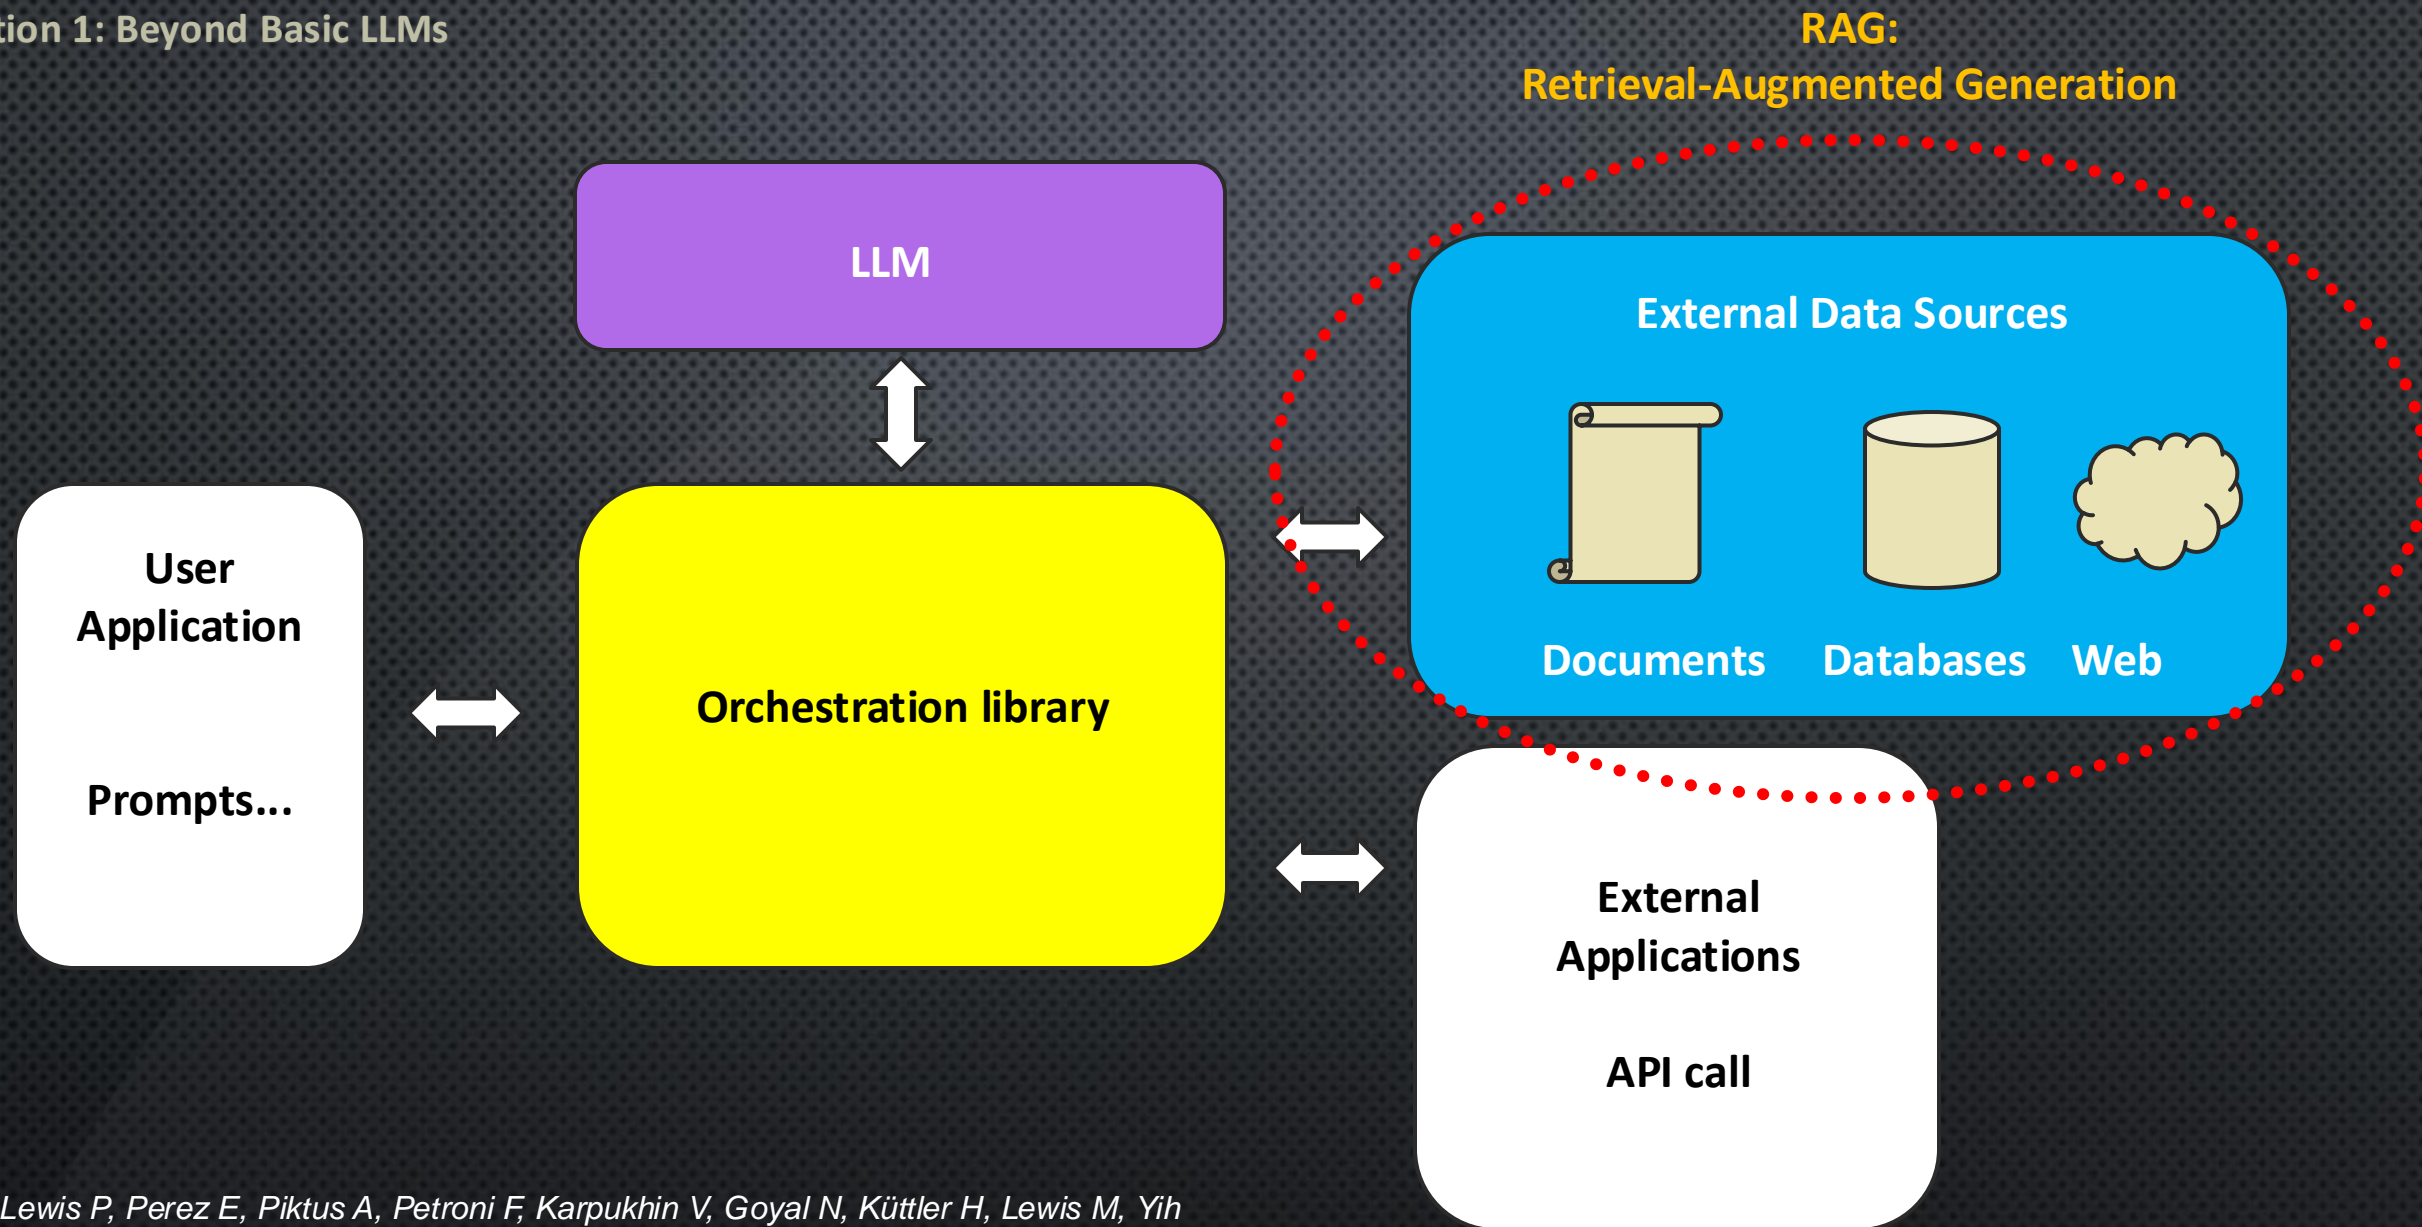 tion 1: Beyond Basic LLMs
RAG:
Retrieval-Augmented Generation
LLM
External Data Sources
Documents Databases Web
User
Application
Prompts...
Orchestration library
External
Applications
API call
Lewis P, Perez E, Piktus A, Petroni F, Karpukhin V, Goyal N, Küttler H, Lewis M, Yih